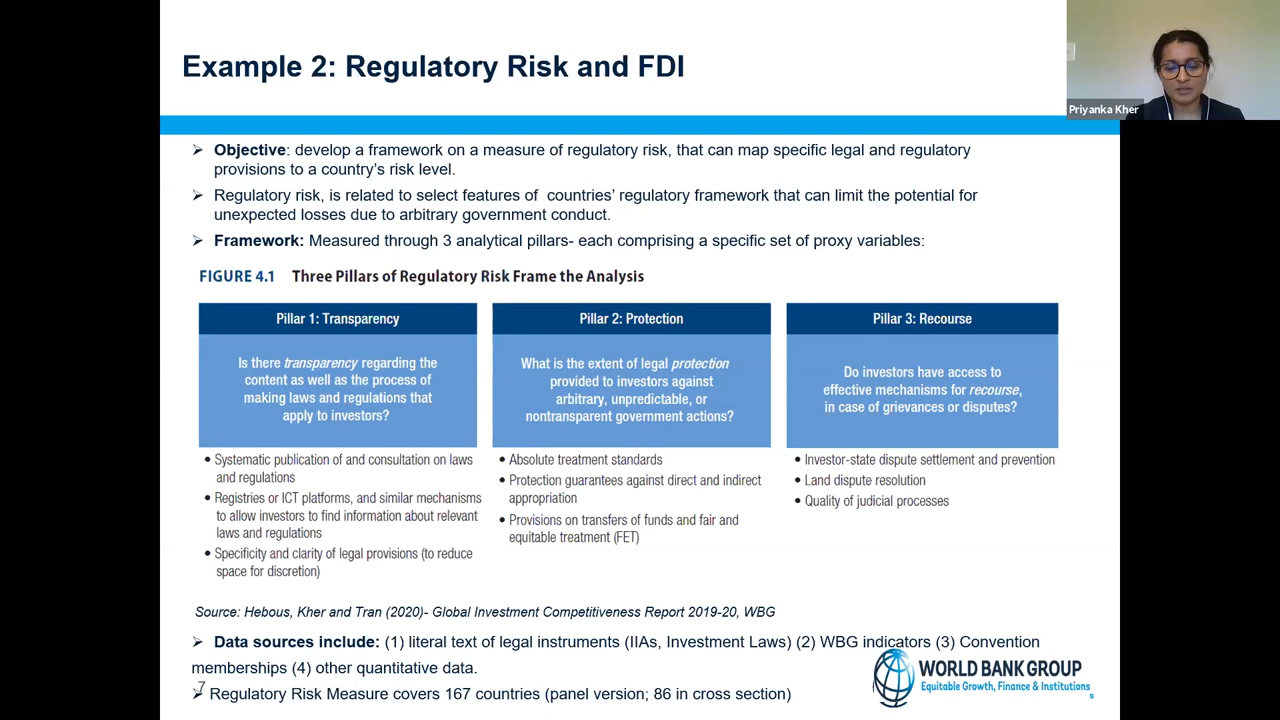 Example 2: Regulatory Risk and FDI
Priyanka Kher
➢ Objective: develop a framework on a measure of regulatory risk, that can map specific legal and regulatory
provisions to a country's risk level.
➢ Regulatory risk, is related to select features of countries' regulatory framework that can limit the potential for
unexpected losses due to arbitrary government conduct.
➢ Framework: Measured through 3 analytical pillars- each comprising a specific set of proxy variables:
FIGURE 4.1 Three Pillars of Regulatory Risk Frame the Analysis
Pillar 1: Transparency
Is there transparency regarding the
content as well as the process of
making laws and regulations that
apply to investors?
• Systematic publication of and consultation on laws
and regulations
• Registries or ICT platforms, and similar mechanisms
to allow investors to find information about relevant
laws and regulations
• Specificity and clarity of legal provisions (to reduce
space for discretion)
Pillar 2: Protection
What is the extent of legal protection
provided to investors against
arbitrary, unpredictable, or
nontransparent government actions?
• Absolute treatment standards
• Protection guarantees against direct and indirect
appropriation
• Provisions on transfers of funds and fair and
equitable treatment (FET)
Pillar 3: Recourse
Do investors have access to
effective mechanisms for recourse,
in case of grievances or disputes?
• Investor-state dispute settlement and prevention
• Land dispute resolution
• Quality of judicial processes
Source: Hebous, Kher and Tran (2020)- Global Investment Competitiveness Report 2019-20, WBG
➢ Data sources include: (1) literal text of legal instruments (IIAs, Investment Laws) (2) WBG indicators (3) Convention
memberships (4) other quantitative data.
➢ Regulatory Risk Measure covers 167 countries (panel version; 86 in cross section)
7
WORLD BANK GROUP
Equitable Growth, Finance & Institutions
s